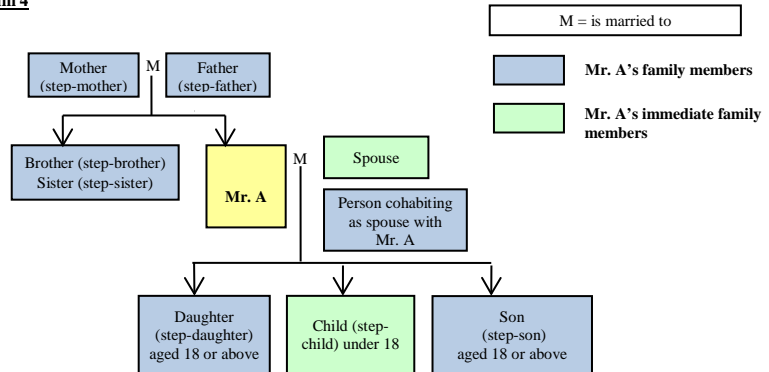 M = is married to
Mother
(step-mother)
M
Father
(step-father)
Mr. A's family members
Mr. A's immediate family
members
Brother (step-brother)
Sister (step-sister)
Mr. A
M
Spouse
Person cohabiting
as spouse with
Mr. A
Daughter
(step-daughter)
aged 18 or above
Child (step-
child) under 18
Son
(step-son)
aged 18 or above